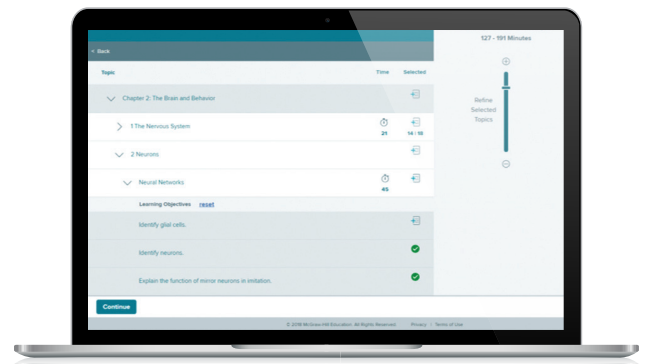 127 - 191 Minutes
< Back
Topic Time Selected
Chapter 2: The Brain and Behavior
Refine
Selected
Topics
1 The Nervous System
21 14 / 16
2 Neurons
Neural Networks
45
Learning Objectives reset
Identify glial cells.
Identify neurons.
Explain the function of mirror neurons in imitation.
Continue
© 2018 McGraw-Hill Education. All Rights Reserved. Privacy | Terms of Use